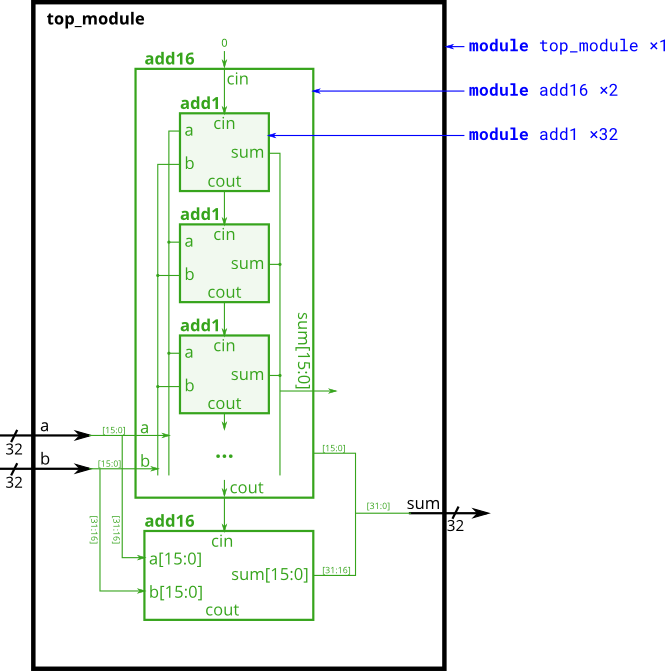 top_module
0
module top_module ×1
add16
cin
module add16 ×2
add1
cin
a
module add1 ×32
sum
b
cout
add1
cin
a
sum
b
cout
add1
cin
a
sum
b
cout
sum[15:0]
a
[15:0]
a
32
b
[15:0]
b
...
[15:0]
32
cout
sum
[31:0]
32
[31:16]
[31:16]
add16
cin
a[15:0]
sum[15:0]
[31:16]
b[15:0]
cout